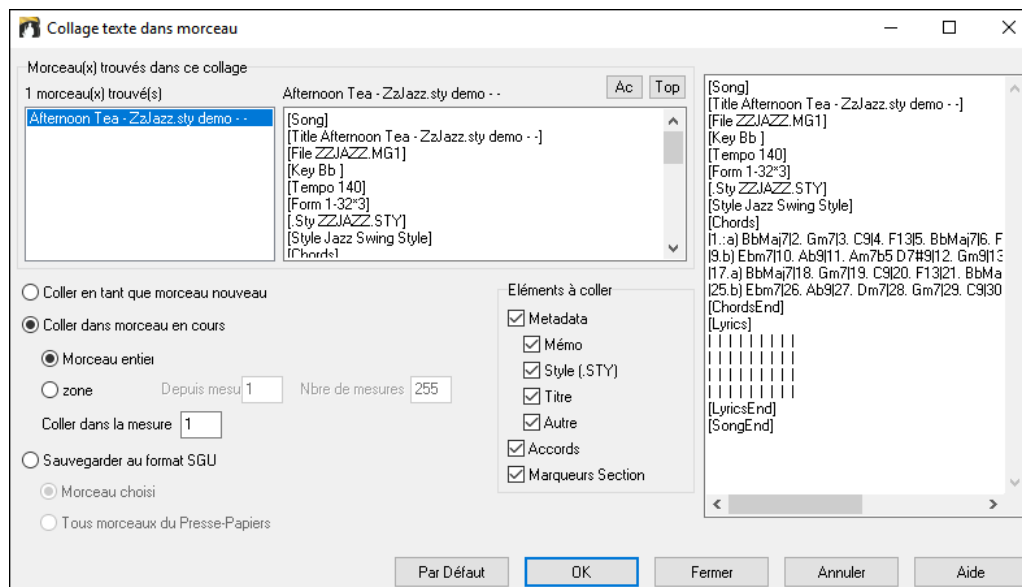 Collage texte dans morceau
Morceau(x) trouvés dans ce collage
1 morceau(x) trouvé(s)
Afternoon Tea - ZzJazz.sty demo - -
Afternoon Tea - ZzJazz.sty demo - -
Ac
Top
[Song]
[Title Afternoon Tea - ZzJazz.sty demo - -]
[File ZZJAZZ.MG1]
[Key Bb ]
[Tempo 140]
[Form 1-32*3]
[.Sty ZZJAZZ.STY]
[Style Jazz Swing Style]
[Chords]
[Song]
[Title Afternoon Tea - ZzJazz.sty demo - -]
[File ZZJAZZ.MG1]
[Key Bb ]
[Tempo 140]
[Form 1-32*3]
[.Sty ZZJAZZ.STY]
[Style Jazz Swing Style]
[Chords]
|1.:a) BbMaj7|2. Gm7|3. C9|4. F13|5. BbMaj7|6. F
|9.b) Ebm7|10. Ab9|11. Am7b5 D7#9|12. Gm9|13
|17.a) BbMaj7|18. Gm7|19. C9|20. F13|21. BbMa
|25.b) Ebm7|26. Ab9|27. Dm7|28. Gm7|29. C9|30
[ChordsEnd]
[Lyrics]
| | | | | | | | |
| | | | | | | | |
| | | | | | | | |
| | | | | | | | |
[LyricsEnd]
[SongEnd]
Coller en tant que morceau nouveau
Coller dans morceau en cours
Morceau entier
zone
Depuis mesu 1
Nbre de mesures 255
Coller dans la mesure 1
Sauvegarder au format SGU
Morceau choisi
Tous morceaux du Presse-Papiers
Eléments à coller
Metadata
Mémo
Style (.STY)
Titre
Autre
Accords
Marqueurs Section
Par Défaut
OK
Fermer
Annuler
Aide